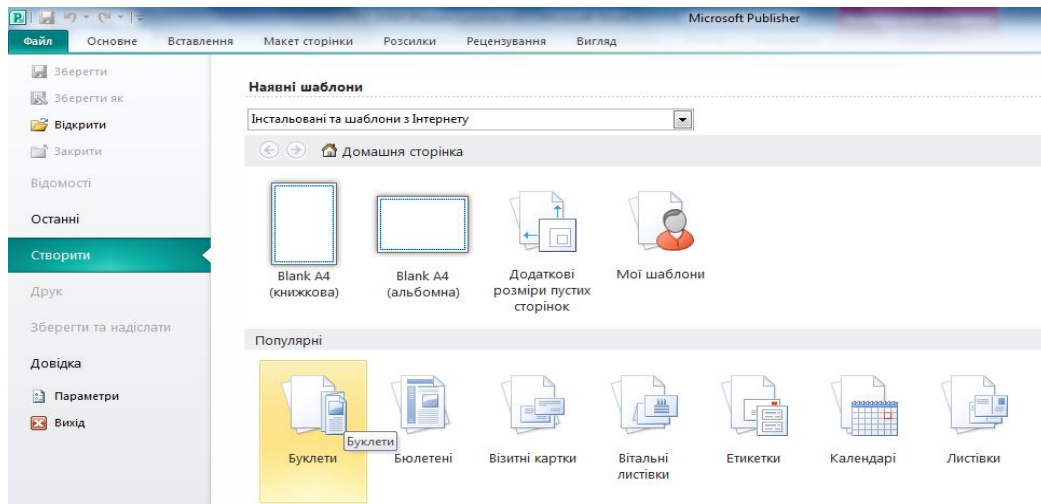 Microsoft Publisher
Файл Основне Вставлення Макет сторінки Розсилки Рецензування Вигляд
Зберегти
Зберегти як
Відкрити
Закрити
Відомості
Останні
Створити
Друк
Зберегти та надіслати
Довідка
Параметри
Вихід
Наявні шаблони
Інстальовані та шаблони з Інтернету
Домашня сторінка
Blank A4
(книжкова)
Blank A4
(альбомна)
Додаткові
розміри пустих
сторінок
Мої шаблони
Популярні
Буклети
Буклети
Бюлетені
Візитні картки
Вітальні
листівки
Етикетки
Календарі
Листівки